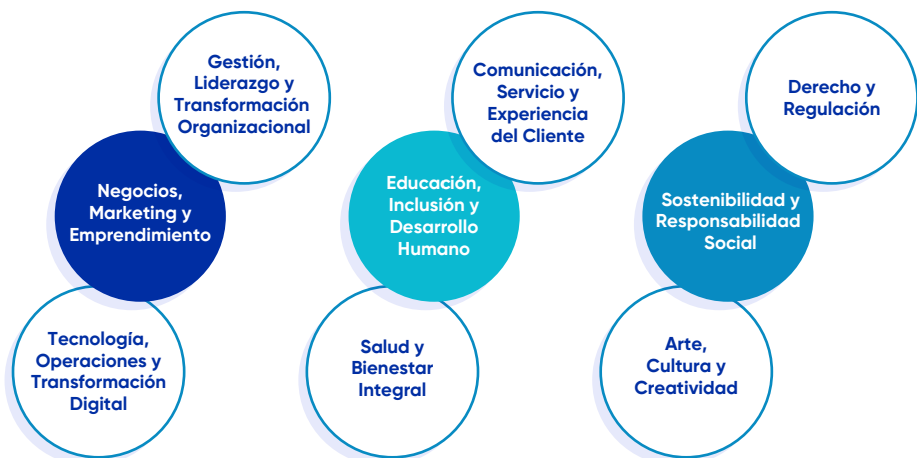 Gestión,
Liderazgo y
Transformación
Organizacional
Comunicación,
Servicio y
Experiencia
del Cliente
Derecho y
Regulación
Negocios,
Marketing y
Emprendimiento
Educación,
Inclusión y
Desarrollo
Humano
Sostenibilidad y
Responsabilidad
Social
Tecnología,
Operaciones y
Transformación
Digital
Salud y
Bienestar
Integral
Arte,
Cultura y
Creatividad